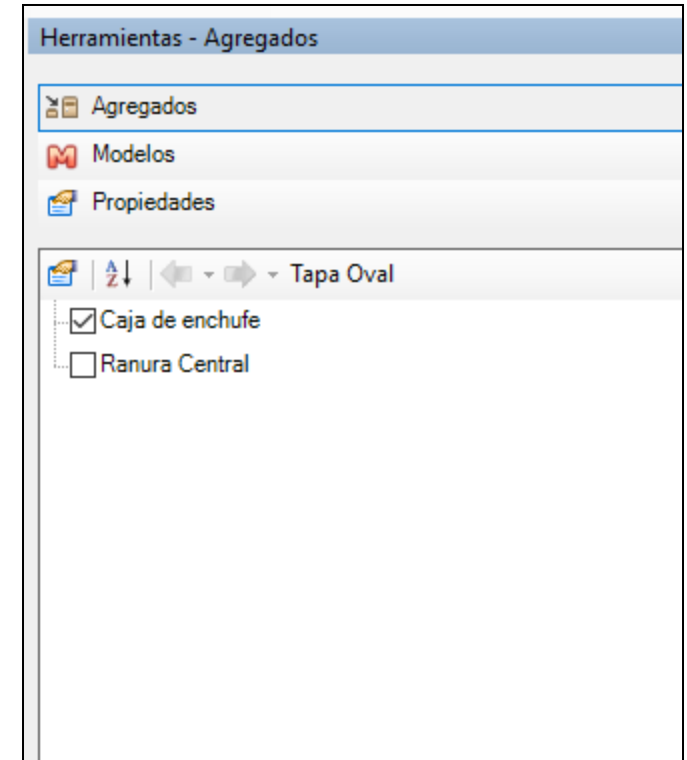 Herramientas - Agregados
Agregados
Modelos
Propiedades
Tapa Oval
Caja de enchufe
Ranura Central